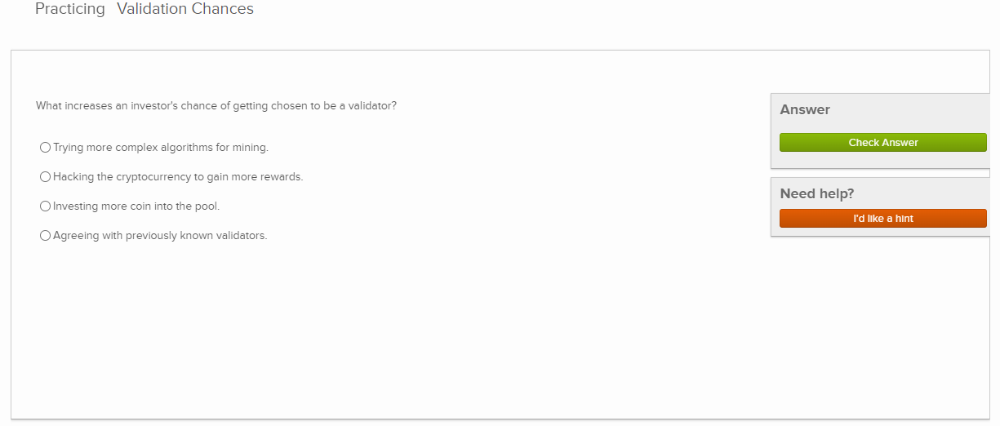 Practicing Validation Chances
What increases an investor's chance of getting chosen to be a validator?
Trying more complex algorithms for mining.
Hacking the cryptocurrency to gain more rewards.
Investing more coin into the pool.
Agreeing with previously known validators.
Answer
Check Answer
Need help?
I'd like a hint